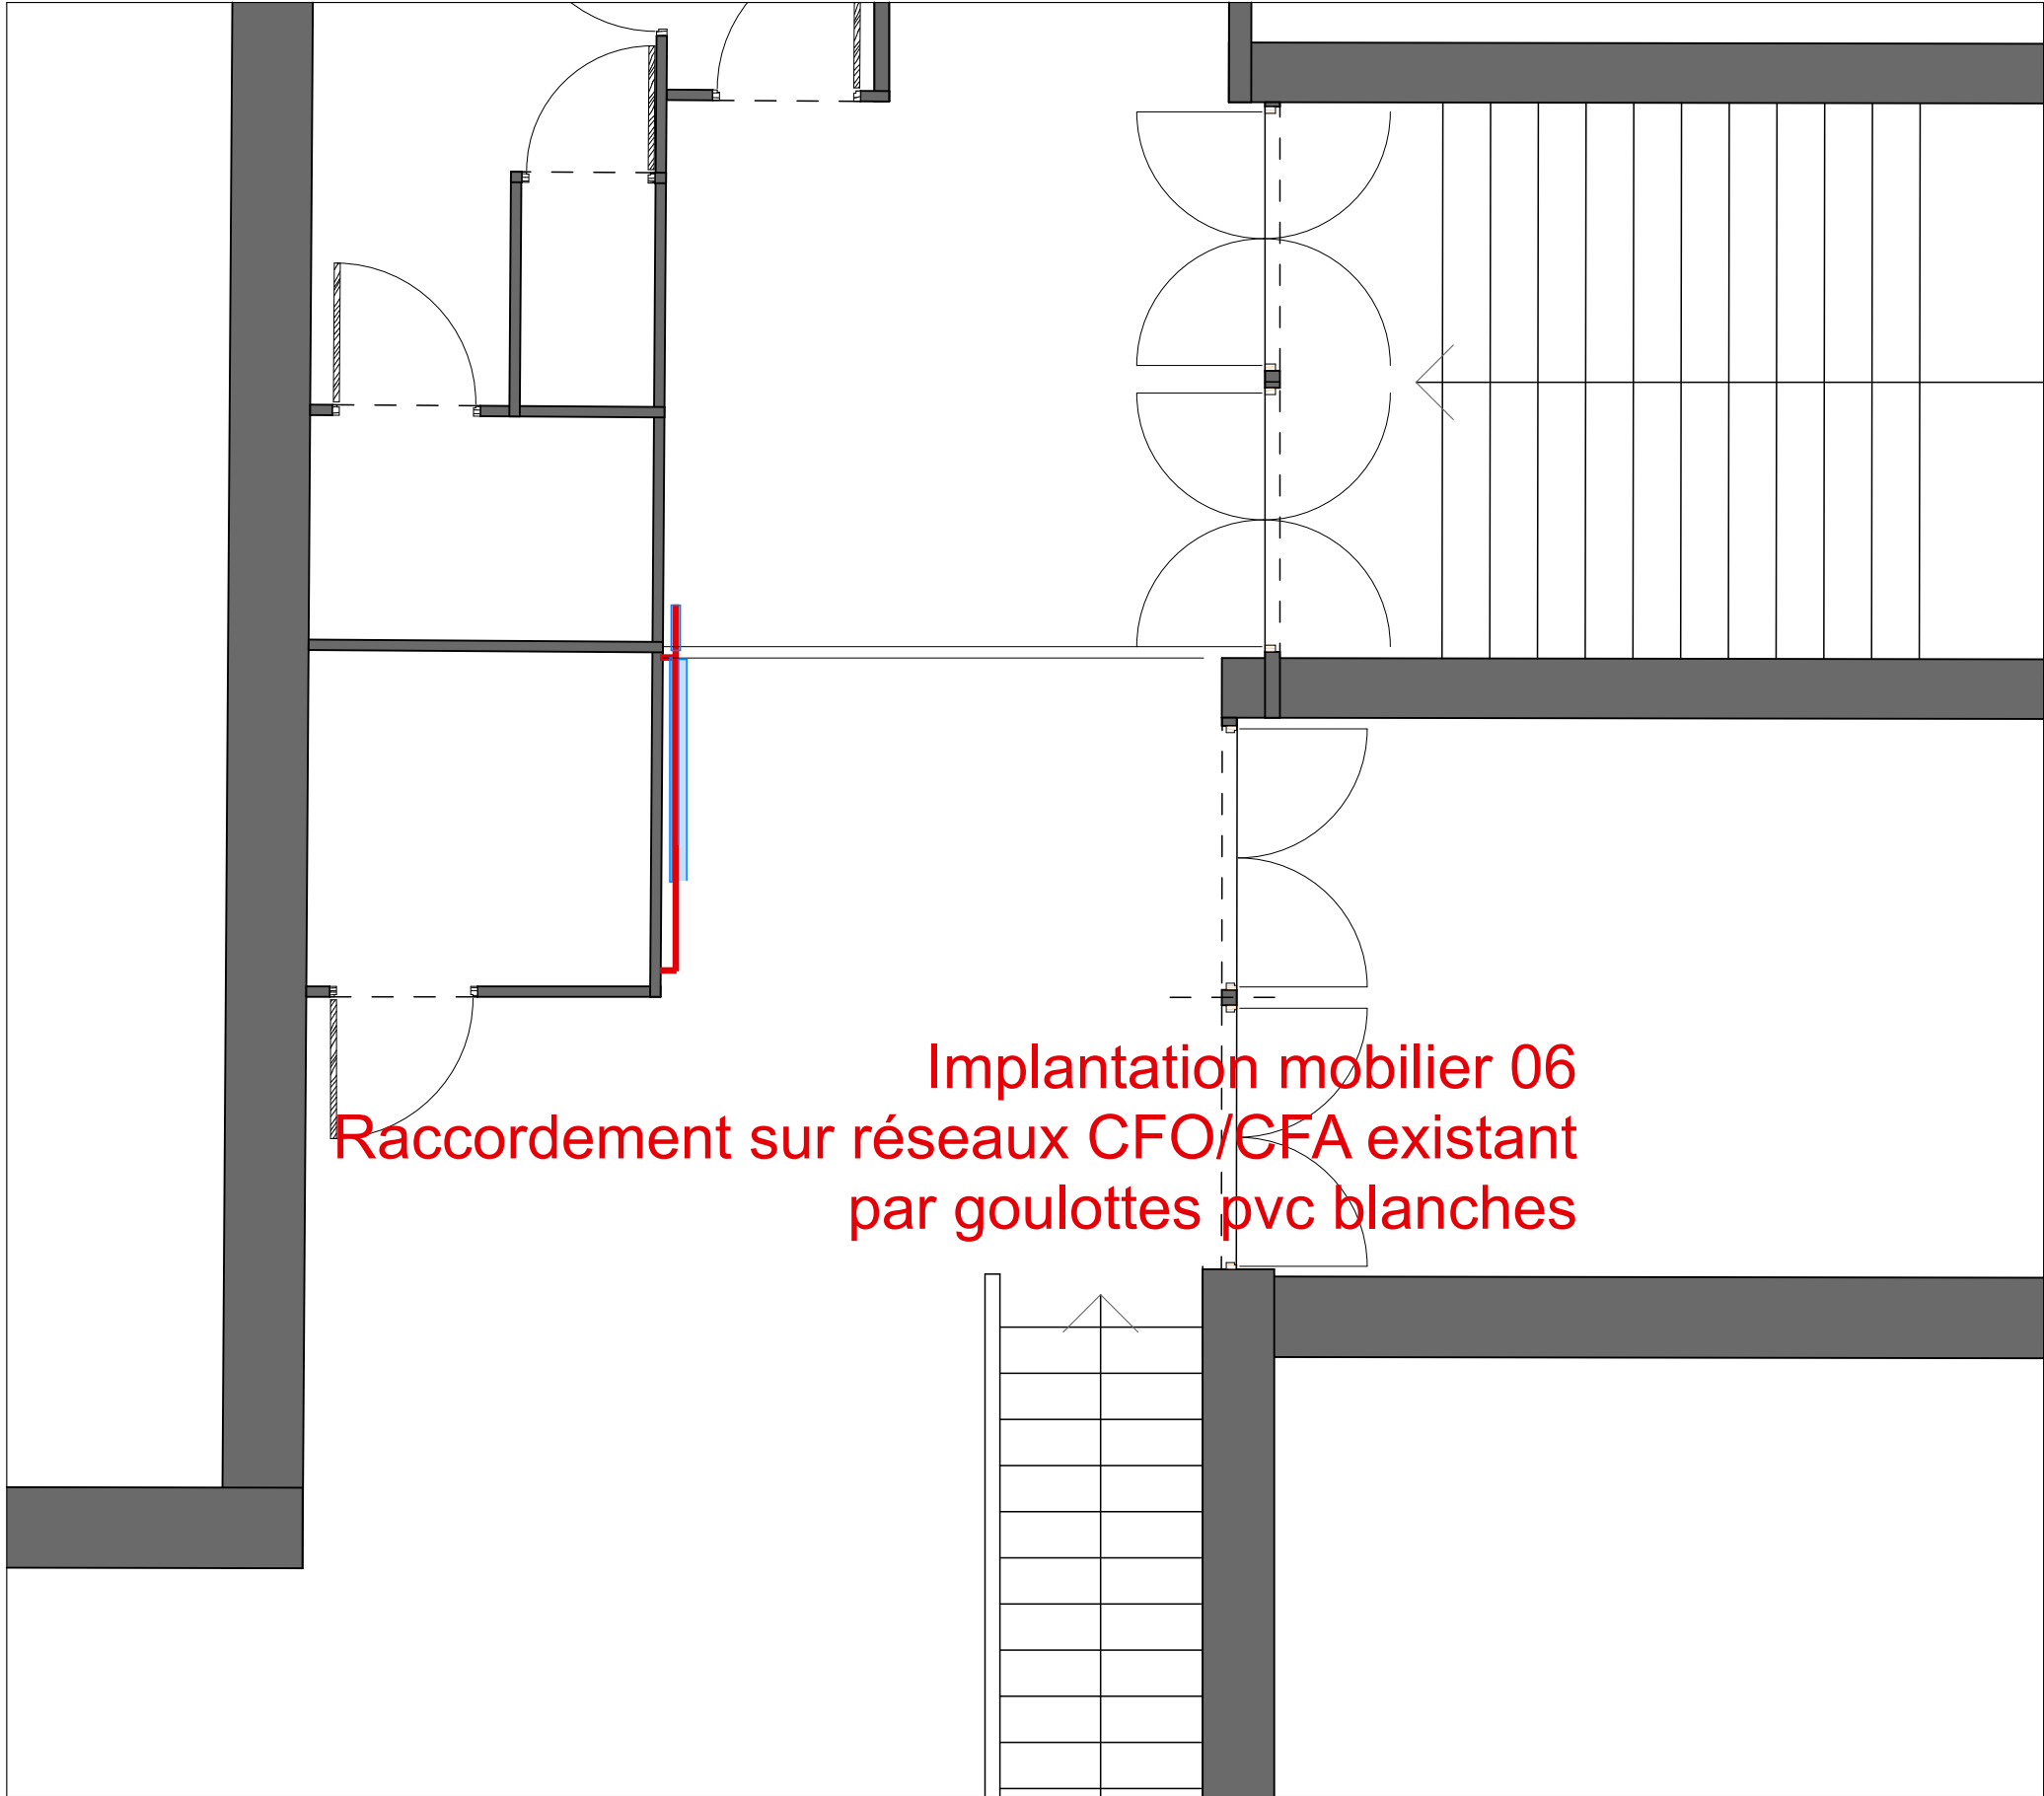 Implantation mobilier 06
Raccordement sur réseaux CFO/CFA existant
par goulottes pvc blanches